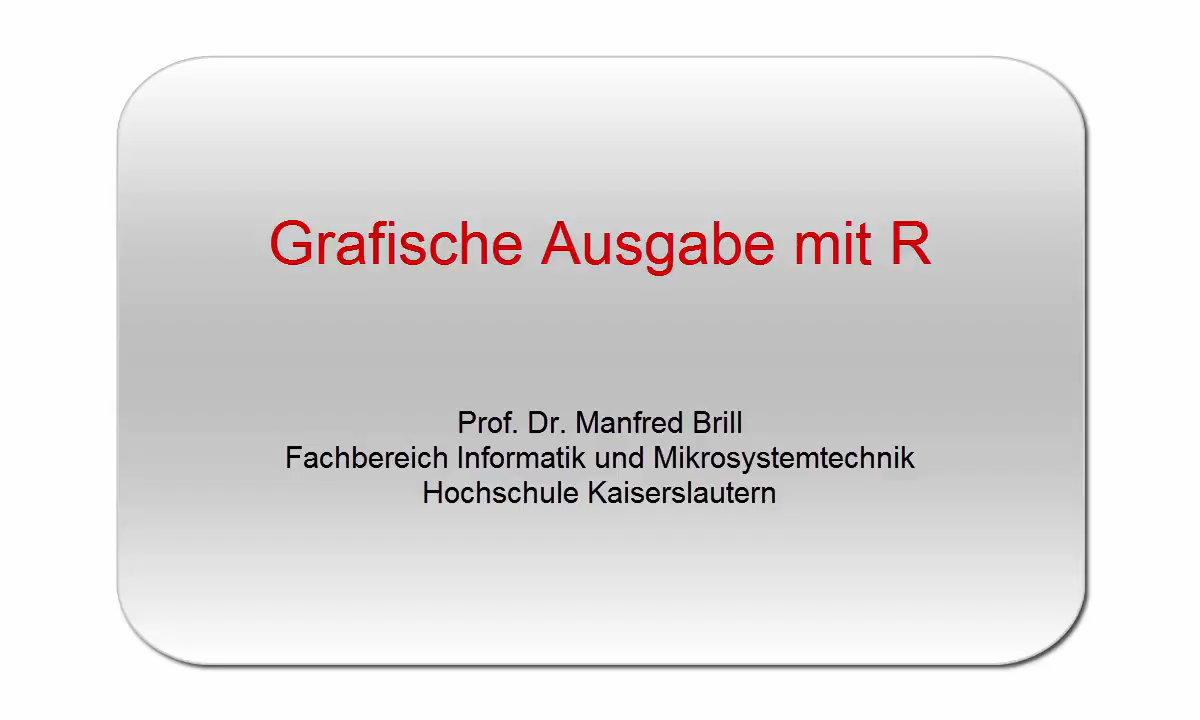 Grafische Ausgabe mit R
Prof. Dr. Manfred Brill
Fachbereich Informatik und Mikrosystemtechnik
Hochschule Kaiserslautern